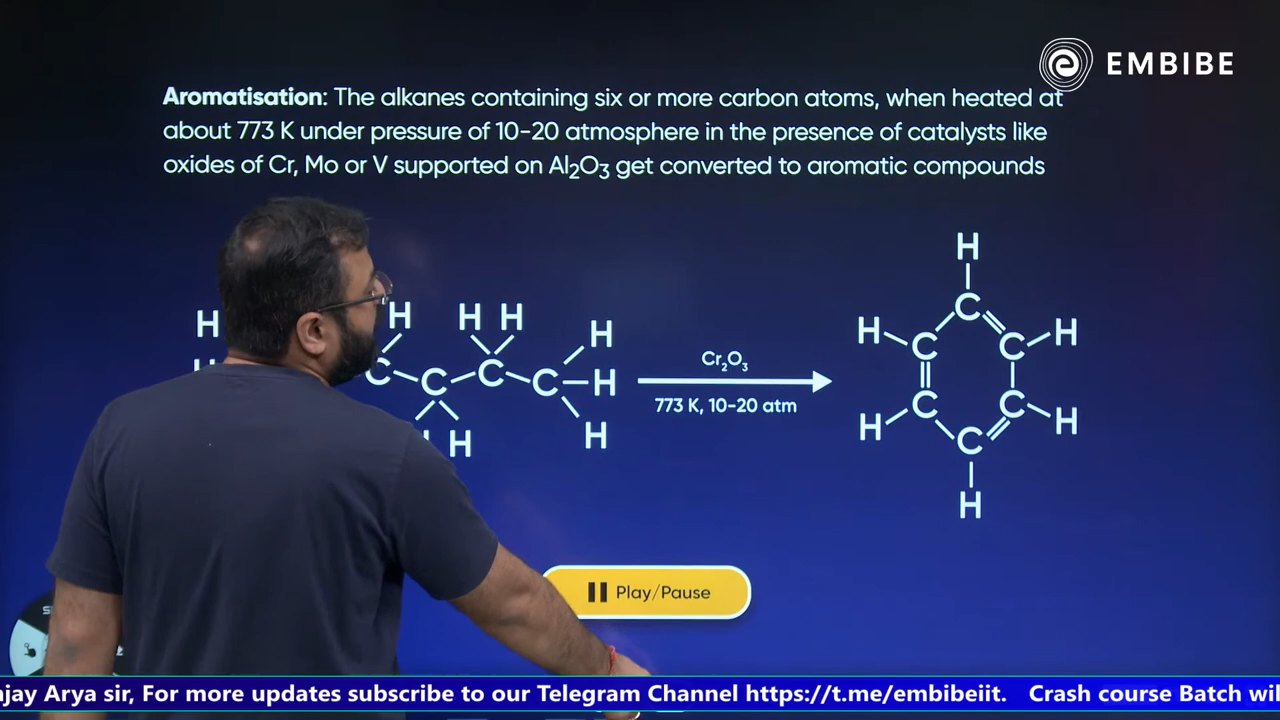 EMBIBE
Aromatisation: The alkanes containing six or more carbon atoms, when heated at
about 773 K under pressure of 10-20 atmosphere in the presence of catalysts like
oxides of Cr, Mo or V supported on Al₂O₃ get converted to aromatic compounds
H
H H H H H H H
C C C C H Cr₂O₃ C C C
H H 773 K, 10-20 atm H C C C H
H H
Play/Pause
ajay Arya sir, For more updates subscribe to our Telegram Channel https://t.me/embibeiit. Crash course Batch wil